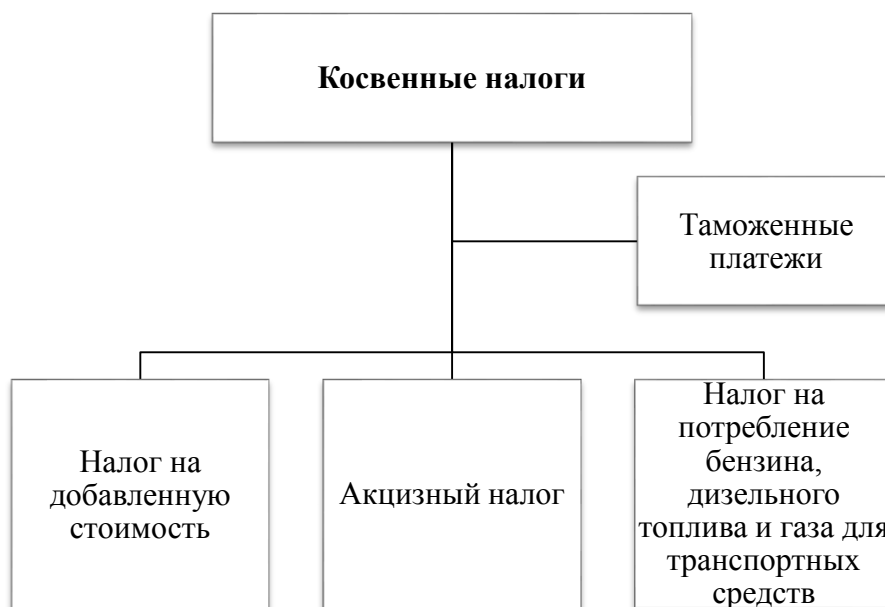 Косвенные налоги
Таможенные
платежи
Налог на
добавленную
стоимость
Акцизный налог
Налог на
потребление
бензина,
дизельного
топлива и газа для
транспортных
средств